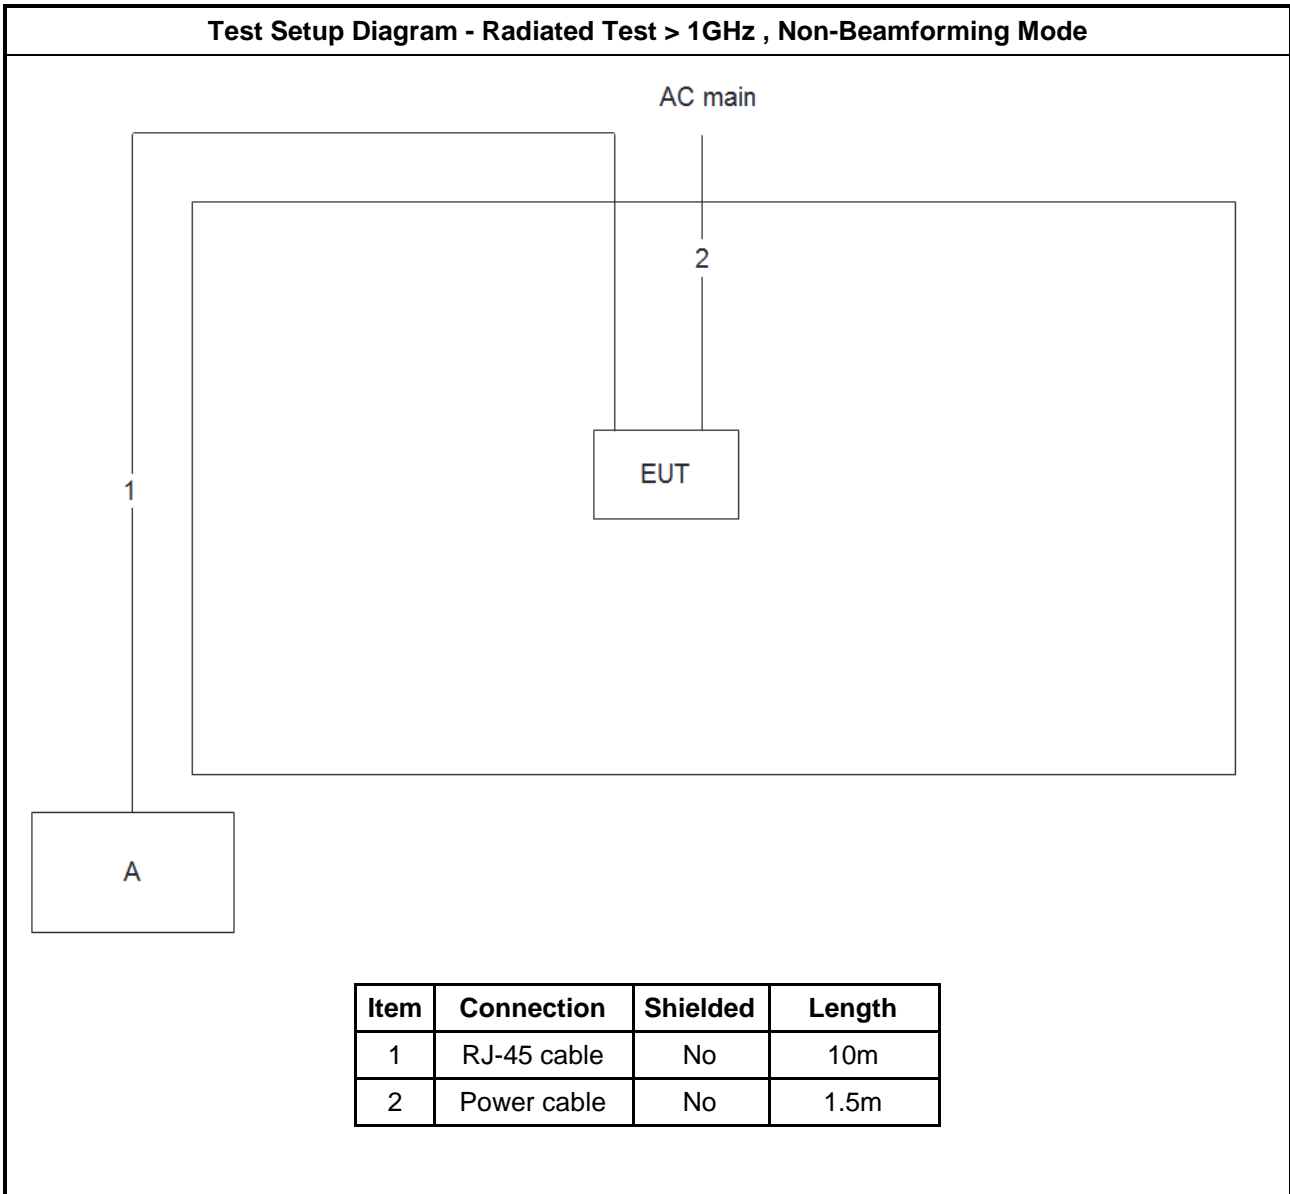 Test Setup Diagram - Radiated Test > 1GHz , Non-Beamforming Mode
AC main
2
EUT
1
A
Item Connection Shielded Length
1 RJ-45 cable No 10m
2 Power cable No 1.5m